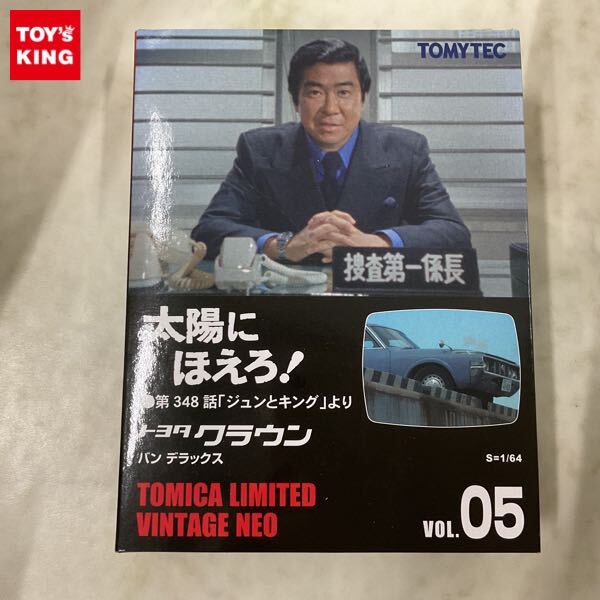 TOY's
KING
TOMYTEC
捜査第一係長
太陽に
ほえろ!
●第348話「ジュンとキング」より
トヨタ クラウン
バン デラックス
S=1/64
TOMICA LIMITED
VINTAGE NEO
VOL.05